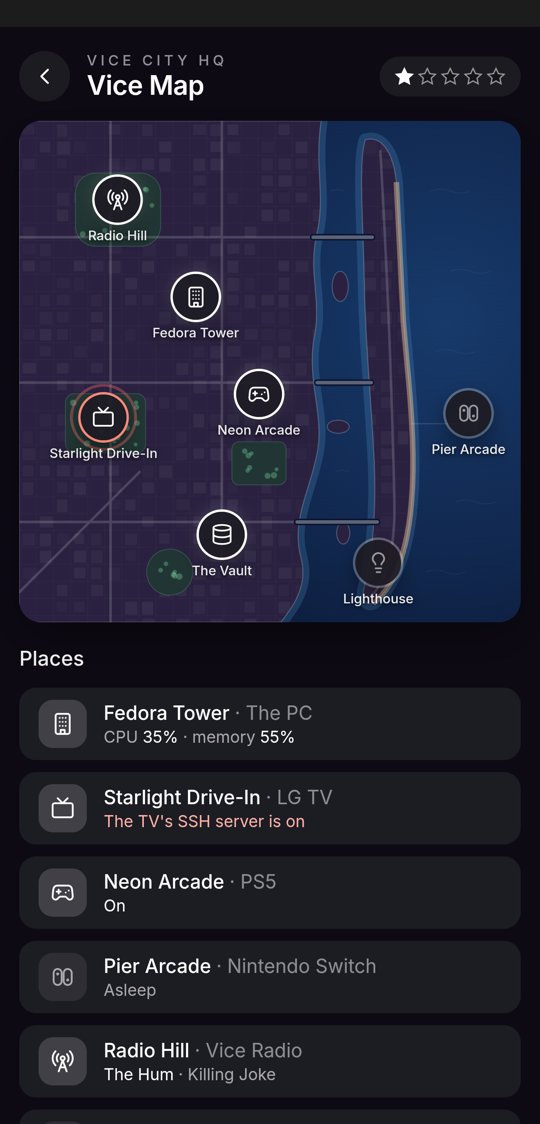 VICE CITY HQ
Vice Map
Radio Hill
Fedora Tower
Neon Arcade
Starlight Drive-In
Pier Arcade
The Vault
Lighthouse
Places
Fedora Tower · The PC
CPU 35% · memory 55%
Starlight Drive-In · LG TV
The TV's SSH server is on
Neon Arcade · PS5
On
Pier Arcade · Nintendo Switch
Asleep
Radio Hill · Vice Radio
The Hum · Killing Joke